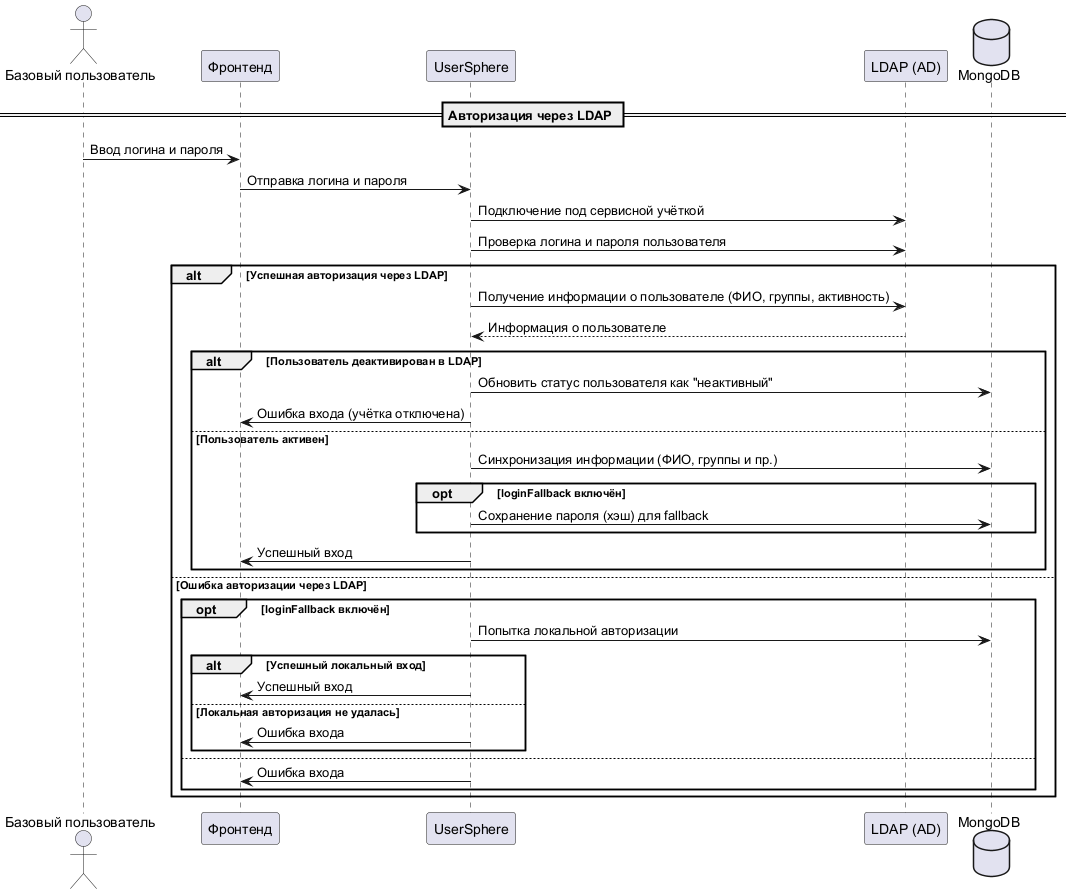 Базовый пользователь
Фронтенд
UserSphere
LDAP (AD)
MongoDB
Авторизация через LDAP
Ввод логина и пароля
Отправка логина и пароля
Подключение под сервисной учёткой
Проверка логина и пароля пользователя
alt [Успешная авторизация через LDAP]
Получение информации о пользователе (ФИО, группы, активность)
Информация о пользователе
alt [Пользователь деактивирован в LDAP]
Обновить статус пользователя как "неактивный"
Ошибка входа (учётка отключена)
[Пользователь активен]
Синхронизация информации (ФИО, группы и пр.)
opt [loginFallback включён]
Сохранение пароля (хэш) для fallback
Успешный вход
[Ошибка авторизации через LDAP]
opt [loginFallback включён]
Попытка локальной авторизации
alt [Успешный локальный вход]
Успешный вход
[Локальная авторизация не удалась]
Ошибка входа
Ошибка входа
Базовый пользователь
Фронтенд
UserSphere
LDAP (AD)
MongoDB